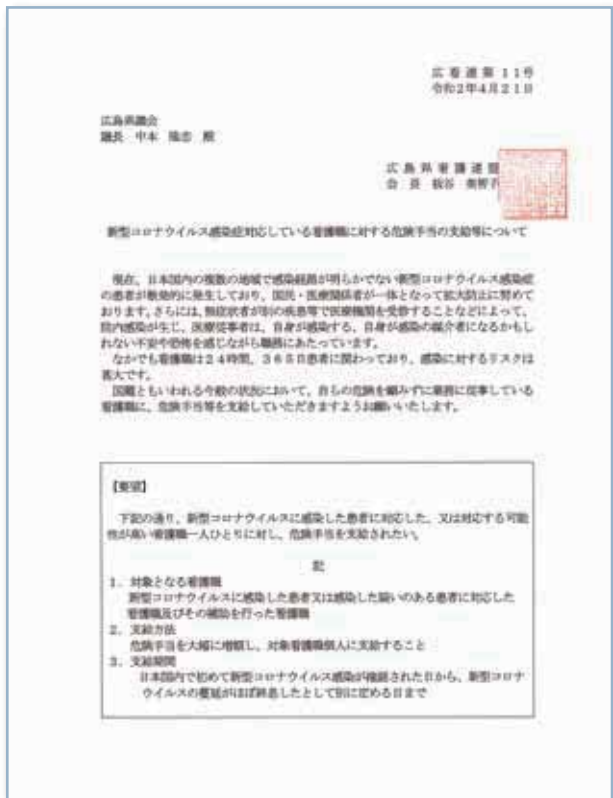 広看連第11号
令和2年4月21日
広島県議会
議長 中本 隆志 殿
広島県看護連盟
会長 板谷 美智子
新型コロナウイルス感染症対応している看護職に対する危険手当の支給等について
現在、日本国内の複数の地域で感染経路が明らかでない新型コロナウイルス感染症
の患者が散発的に発生しており、国民・医療関係者が一体となって拡大防止に努めて
おります。さらには、無症状者が別の疾患等で医療機関を受診することなどによって、
院内感染が生じ、医療従事者は、自身が感染する、自身が感染の媒介者になるかもし
れない不安や恐怖を感じながら職務にあたっています。
なかでも看護職は24時間、365日患者に関わっており、感染に対するリスクは
甚大です。
国難ともいわれる今般の状況において、自らの危険を顧みずに業務に従事している
看護職に、危険手当等を支給していただきますようお願いいたします。
【要望】
下記の通り、新型コロナウイルスに感染した患者に対応した、又は対応する可能
性が高い看護職一人ひとりに対し、危険手当を支給されたい。
記
1.対象となる看護職
新型コロナウイルスに感染した患者又は感染した疑いのある患者に対応した
看護職及びその補助を行った看護職
2.支給方法
危険手当を大幅に増額し、対象看護職個人に支給すること
3.支給期間
日本国内で初めて新型コロナウイルス感染が確認された日から、新型コロナ
ウイルスの蔓延がほぼ終息したとして別に定める日まで